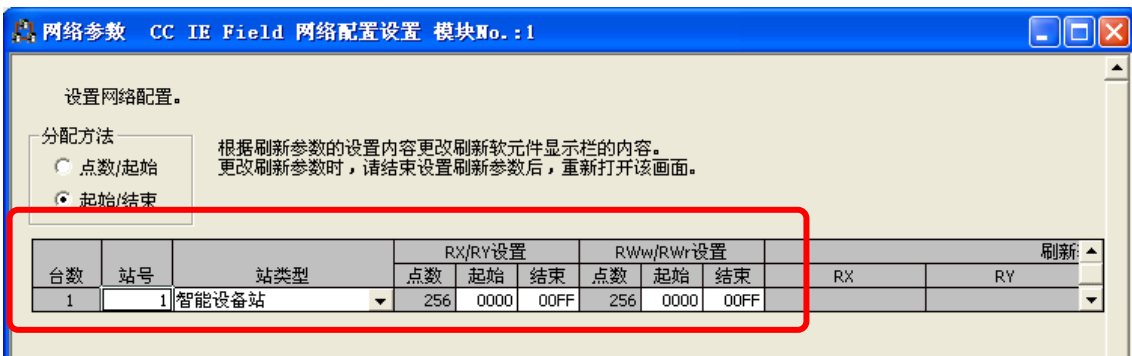 网络参数 CC IE Field 网络配置设置 模块No.:1
设置网络配置。
分配方法
点数/起始
起始/结束
根据刷新参数的设置内容更改刷新软元件显示栏的内容。
更改刷新参数时，请结束设置刷新参数后，重新打开该画面。
台数 站号 站类型 RX/RY设置 RWw/RWr设置 刷新
点数 起始 结束 点数 起始 结束 RX RY
1 1 智能设备站 256 0000 00FF 256 0000 00FF